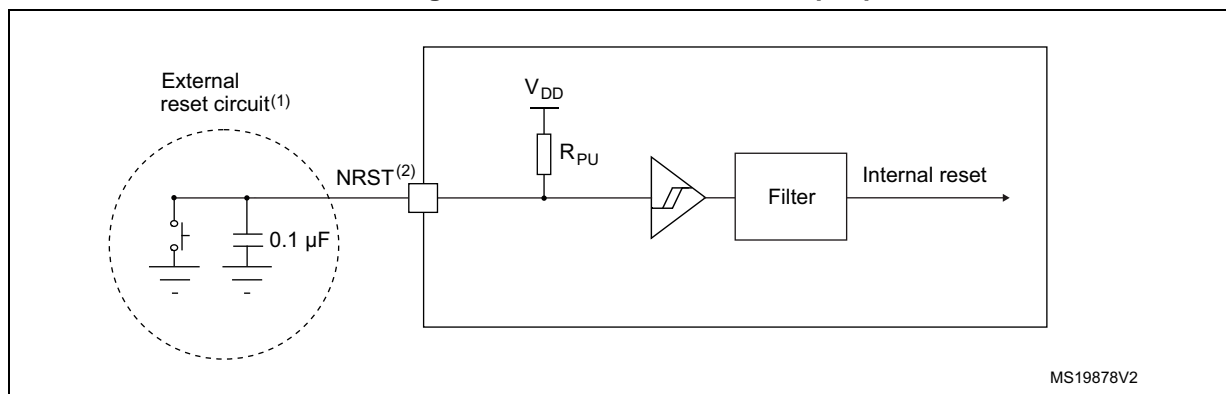 External
reset circuit(1)
VDD
RPU
NRST(2)
Filter
Internal reset
0.1 µF
MS19878V2